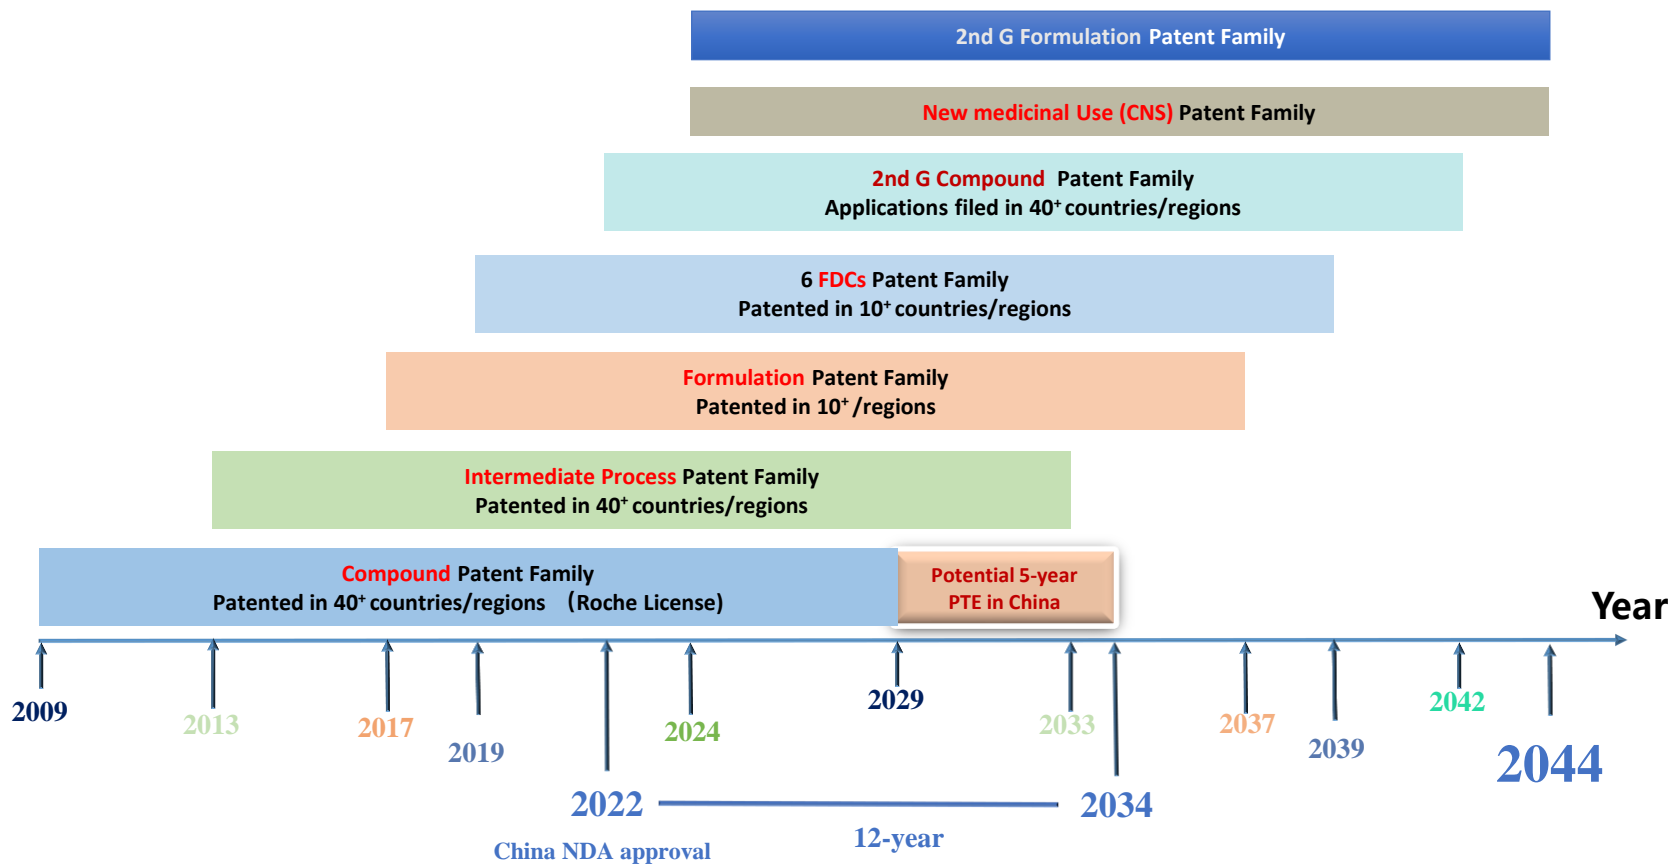 2nd G Formulation Patent Family
New medicinal Use (CNS) Patent Family
2nd G Compound Patent Family
Applications filed in 40⁺ countries/regions
6 FDCs Patent Family
Patented in 10⁺ countries/regions
Formulation Patent Family
Patented in 10⁺ /regions
Intermediate Process Patent Family
Patented in 40⁺ countries/regions
Compound Patent Family
Patented in 40⁺ countries/regions （Roche License)
Potential 5-year
PTE in China
Year
2009
2013
2017
2019
2022
2024
2029
2033
2034
2037
2039
2042
2044
12-year
China NDA approval